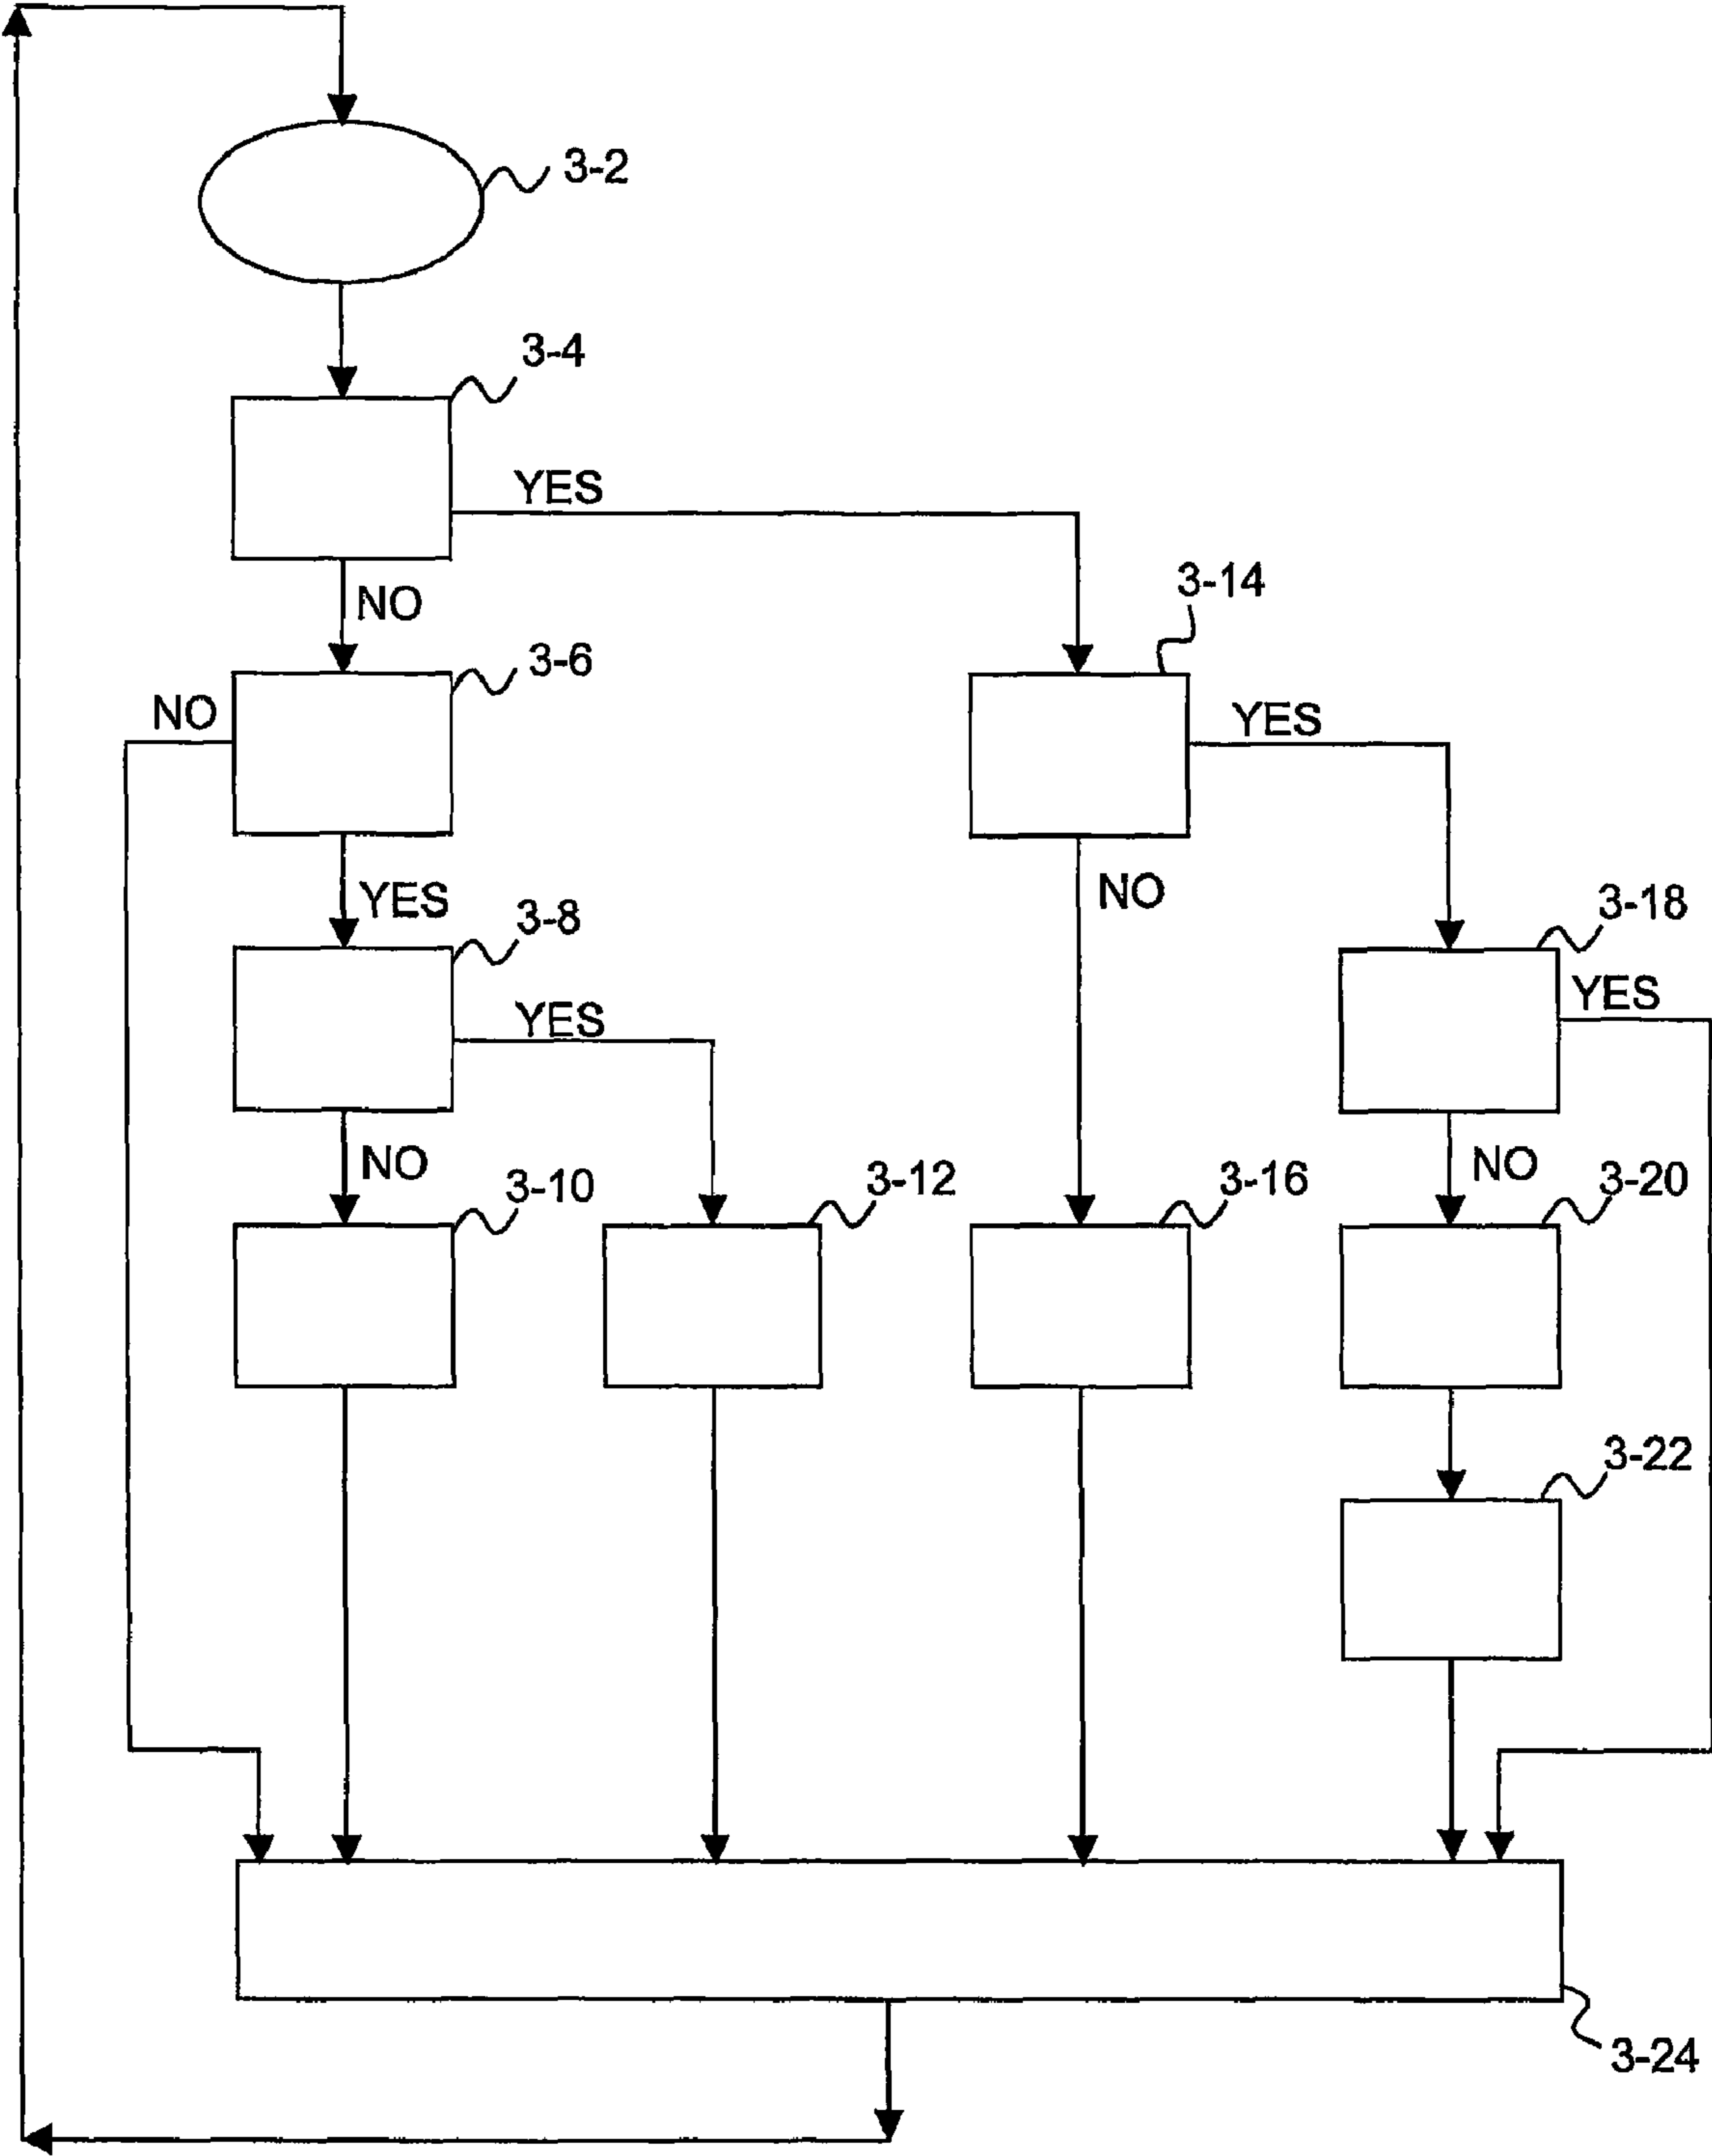 3-2
3-4
YES
NO
3-14
3-6
NO
YES
YES
NO
3-8
3-18
YES
YES
NO
NO
3-10
3-12
3-16
3-20
3-22
3-24